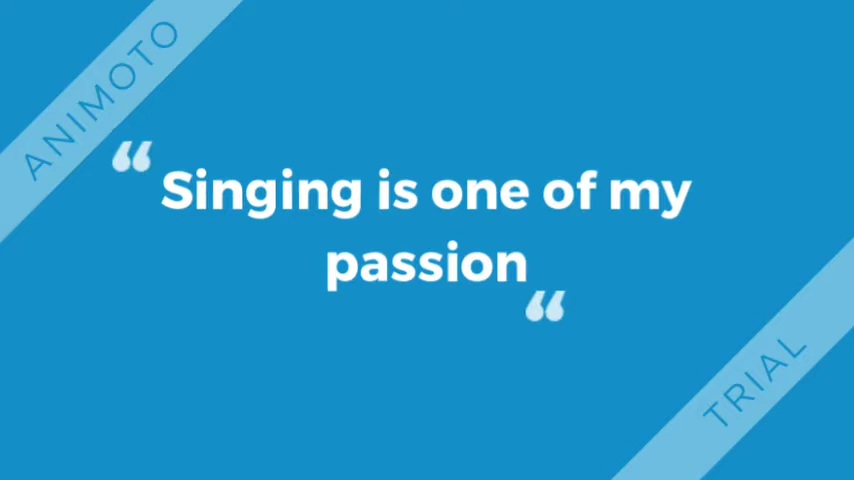 ANIMOTO
“Singing is one of my
passion“
TRIAL